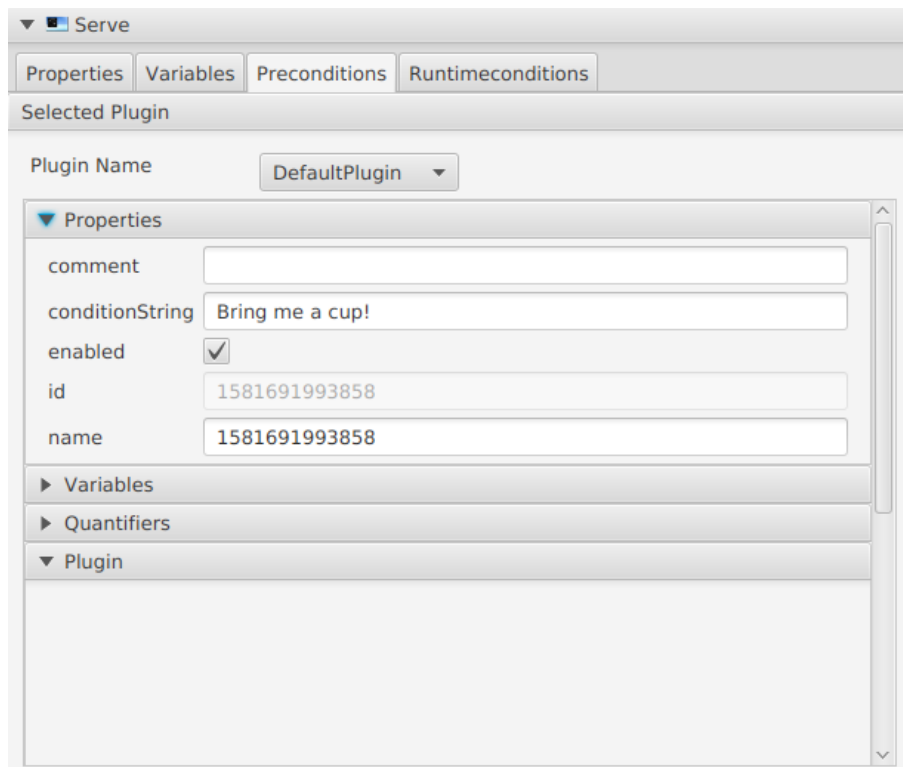 Serve
Properties Variables Preconditions Runtimeconditions
Selected Plugin
Plugin Name DefaultPlugin
Properties
comment
conditionString Bring me a cup!
enabled
id 1581691993858
name 1581691993858
Variables
Quantifiers
Plugin